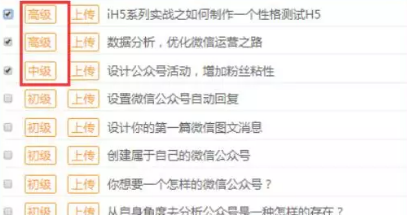 高级 上传 iH5系列实战之如何制作一个性格测试H5
高级 上传 数据分析，优化微信运营之路
中级 上传 设计公众号活动，增加粉丝粘性
初级 上传 设置微信公众号自动回复
初级 上传 设计你的第一篇微信图文消息
初级 上传 创建属于自己的微信公众号
初级 上传 你想要一个怎样的微信公众号？
初级 上传 从自身角度去分析公众号是一种怎样的存在？